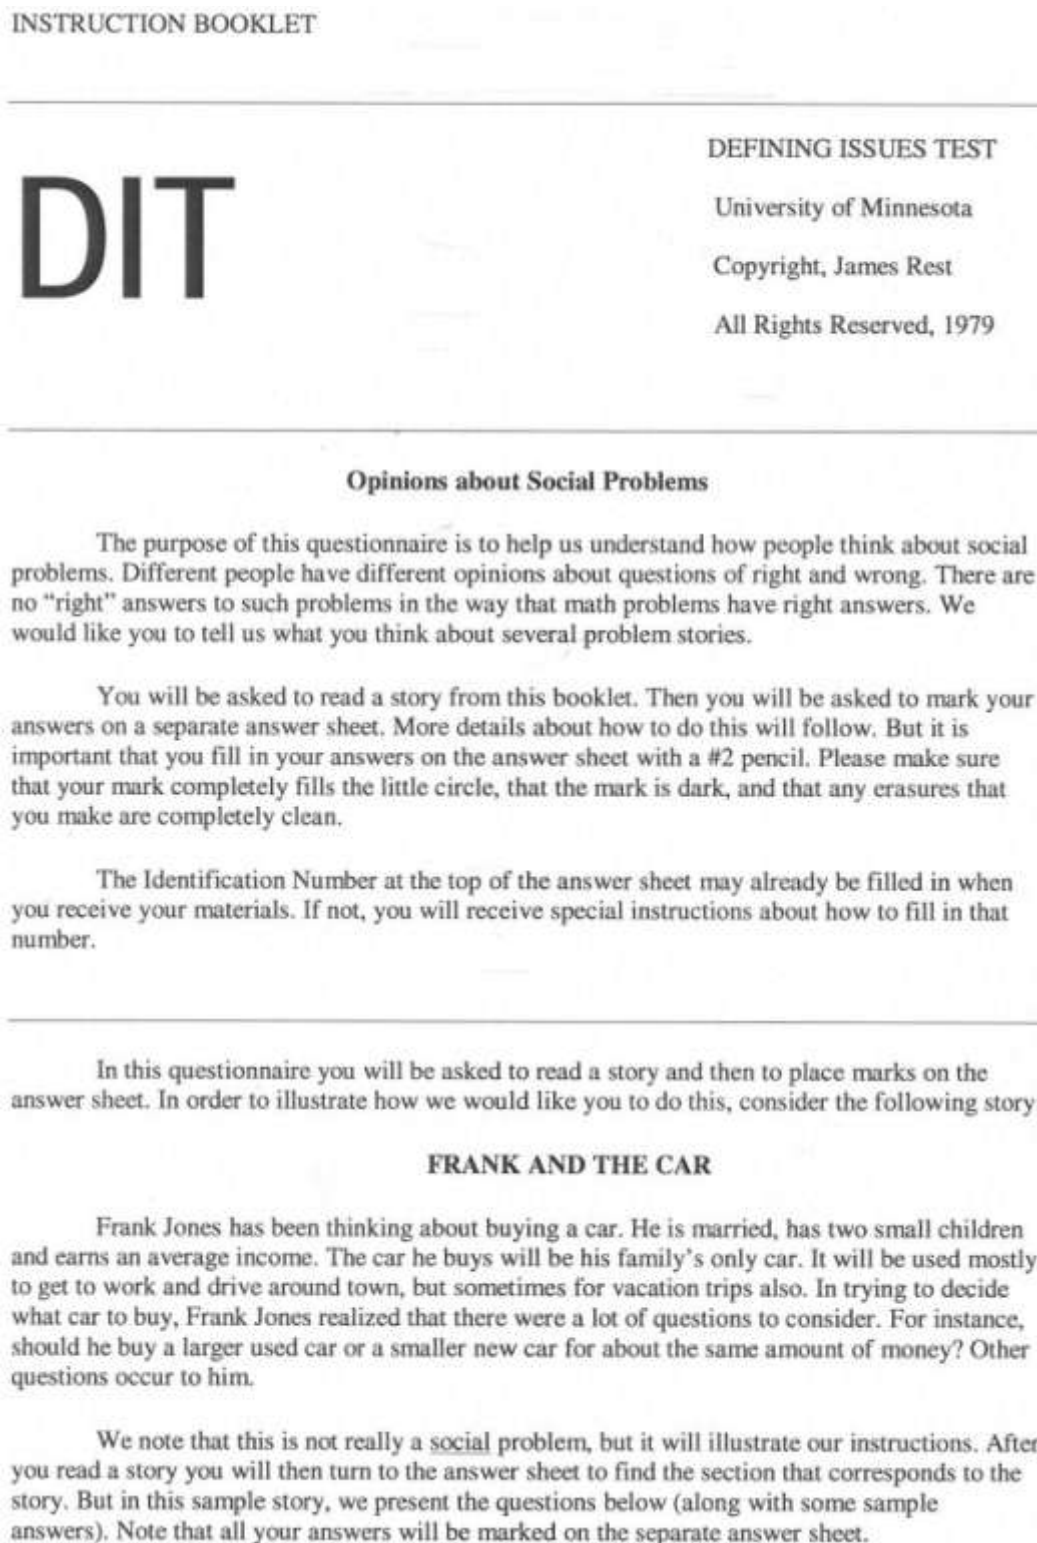 INSTRUCTION BOOKLET
DIT
DEFINING ISSUES TEST
University of Minnesota
Copyright, James Rest
All Rights Reserved, 1979
Opinions about Social Problems
The purpose of this questionnaire is to help us understand how people think about social
problems. Different people have different opinions about questions of right and wrong. There are
no “right” answers to such problems in the way that math problems have right answers. We
would like you to tell us what you think about several problem stories.
You will be asked to read a story from this booklet. Then you will be asked to mark your
answers on a separate answer sheet. More details about how to do this will follow. But it is
important that you fill in your answers on the answer sheet with a #2 pencil. Please make sure
that your mark completely fills the little circle, that the mark is dark, and that any erasures that
you make are completely clean.
The Identification Number at the top of the answer sheet may already be filled in when
you receive your materials. If not, you will receive special instructions about how to fill in that
number.
In this questionnaire you will be asked to read a story and then to place marks on the
answer sheet. In order to illustrate how we would like you to do this, consider the following story
FRANK AND THE CAR
Frank Jones has been thinking about buying a car. He is married, has two small children
and earns an average income. The car he buys will be his family’s only car. It will be used mostly
to get to work and drive around town, but sometimes for vacation trips also. In trying to decide
what car to buy, Frank Jones realized that there were a lot of questions to consider. For instance,
should he buy a larger used car or a smaller new car for about the same amount of money? Other
questions occur to him.
We note that this is not really a social problem, but it will illustrate our instructions. After
you read a story you will then turn to the answer sheet to find the section that corresponds to the
story. But in this sample story, we present the questions below (along with some sample
answers). Note that all your answers will be marked on the separate answer sheet.